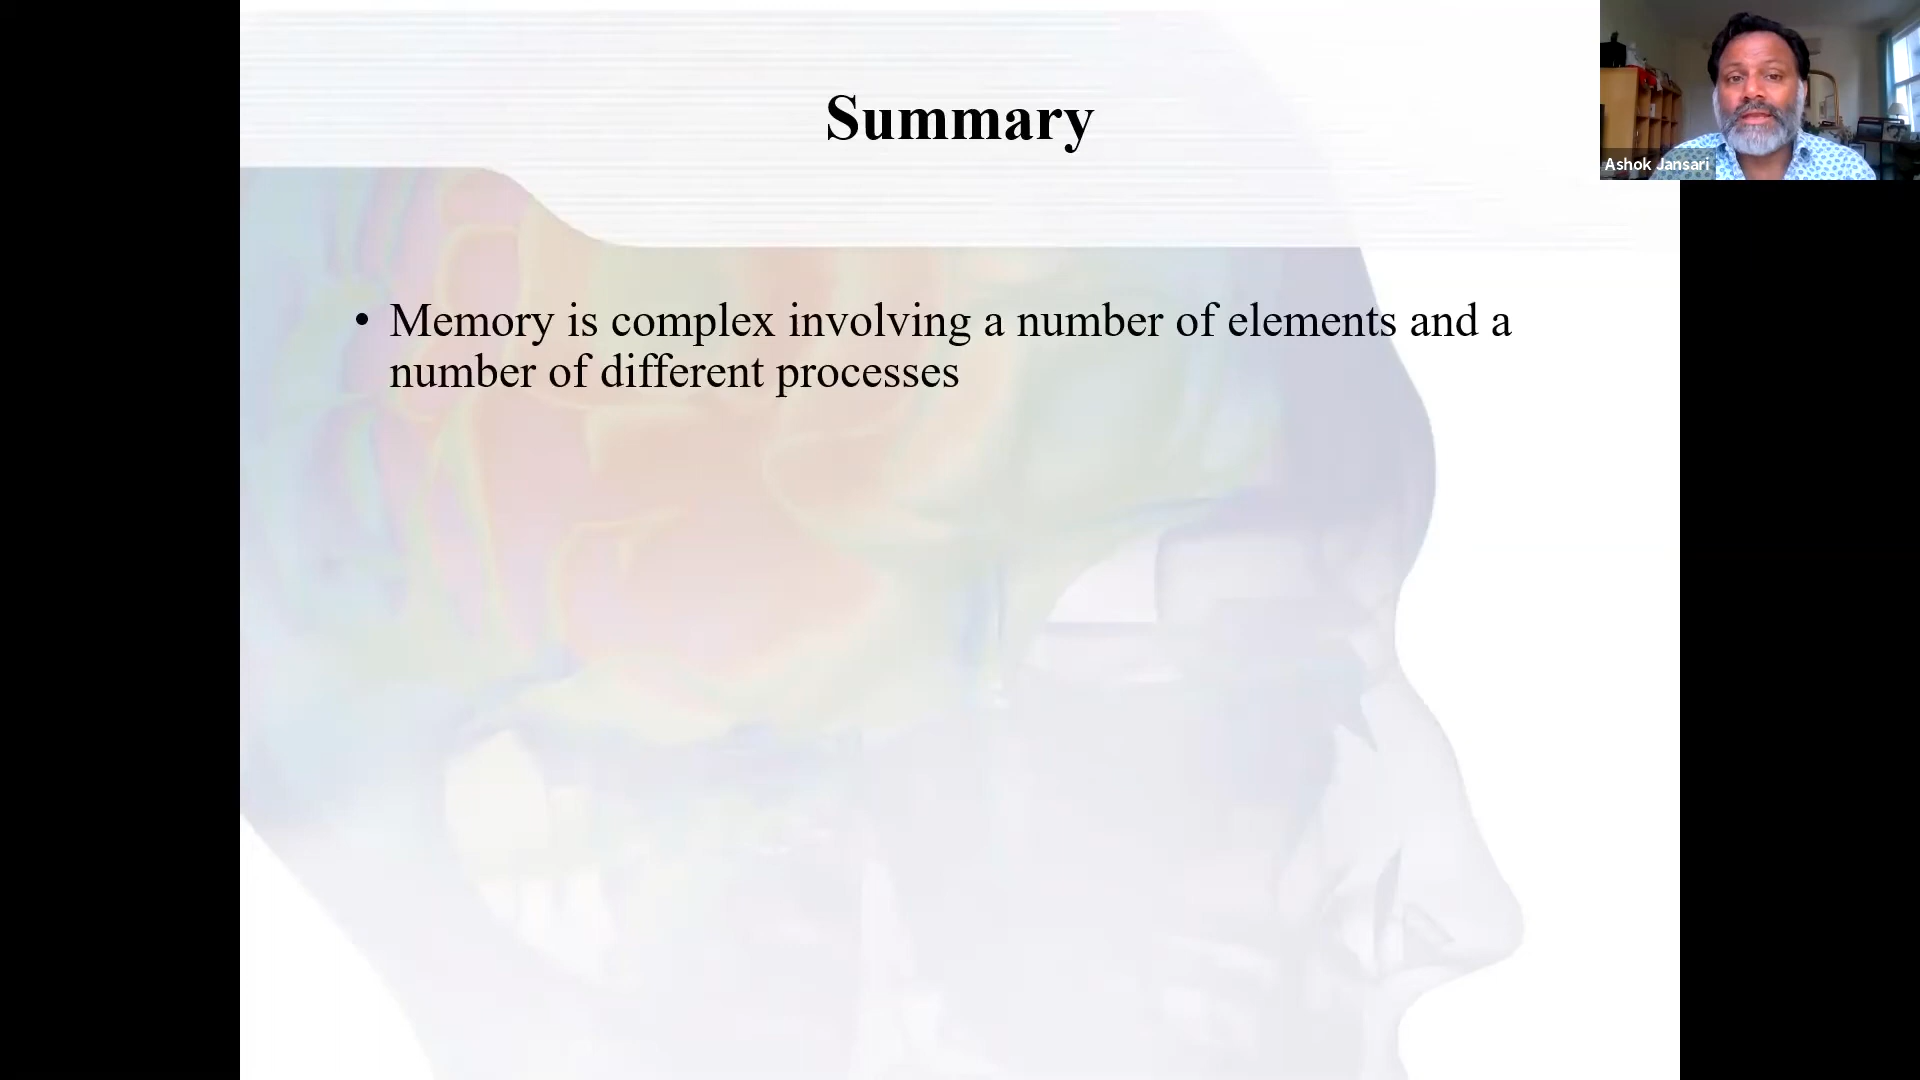 Summary
Ashok Jansari
• Memory is complex involving a number of elements and a
number of different processes